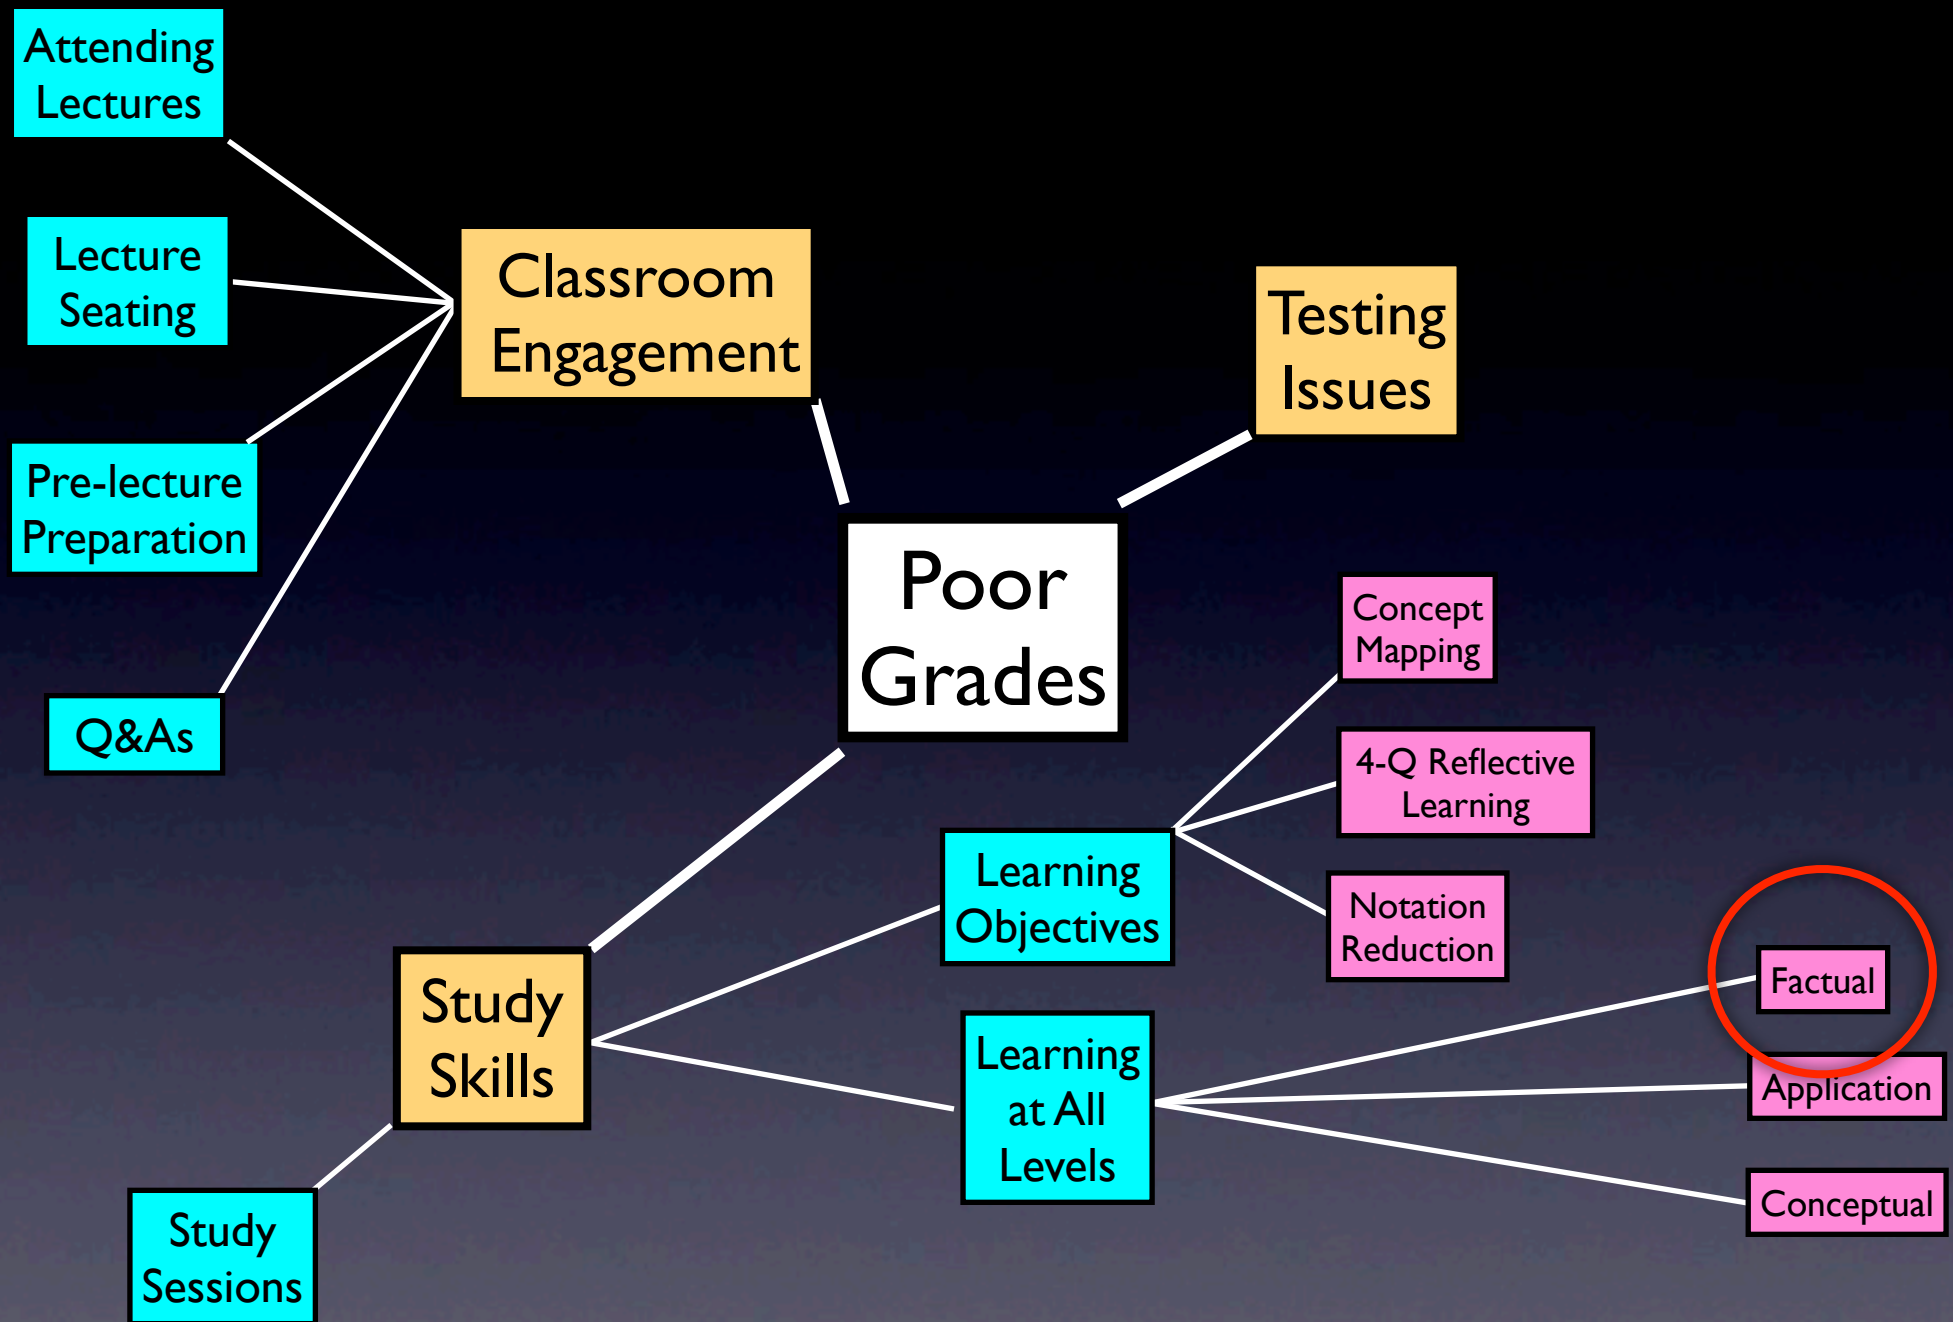 Attending
Lectures
Lecture
Seating
Pre-lecture
Preparation
Q&As
Classroom
Engagement
Testing
Issues
Poor
Grades
Concept
Mapping
4-Q Reflective
Learning
Notation
Reduction
Learning
Objectives
Study
Skills
Learning
at All
Levels
Factual
Application
Conceptual
Study
Sessions